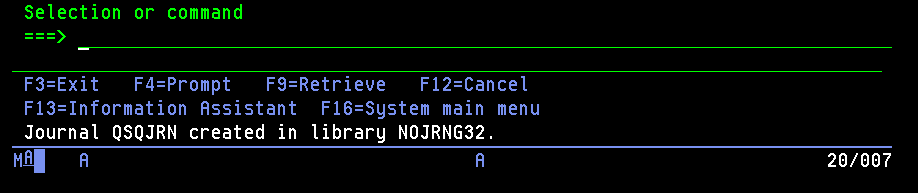 Selection or command
===> _
F3=Exit   F4=Prompt   F9=Retrieve   F12=Cancel
F13=Information Assistant  F16=System main menu
Journal QSQJRN created in library NOJRNG32.
MA    A    A    20/007